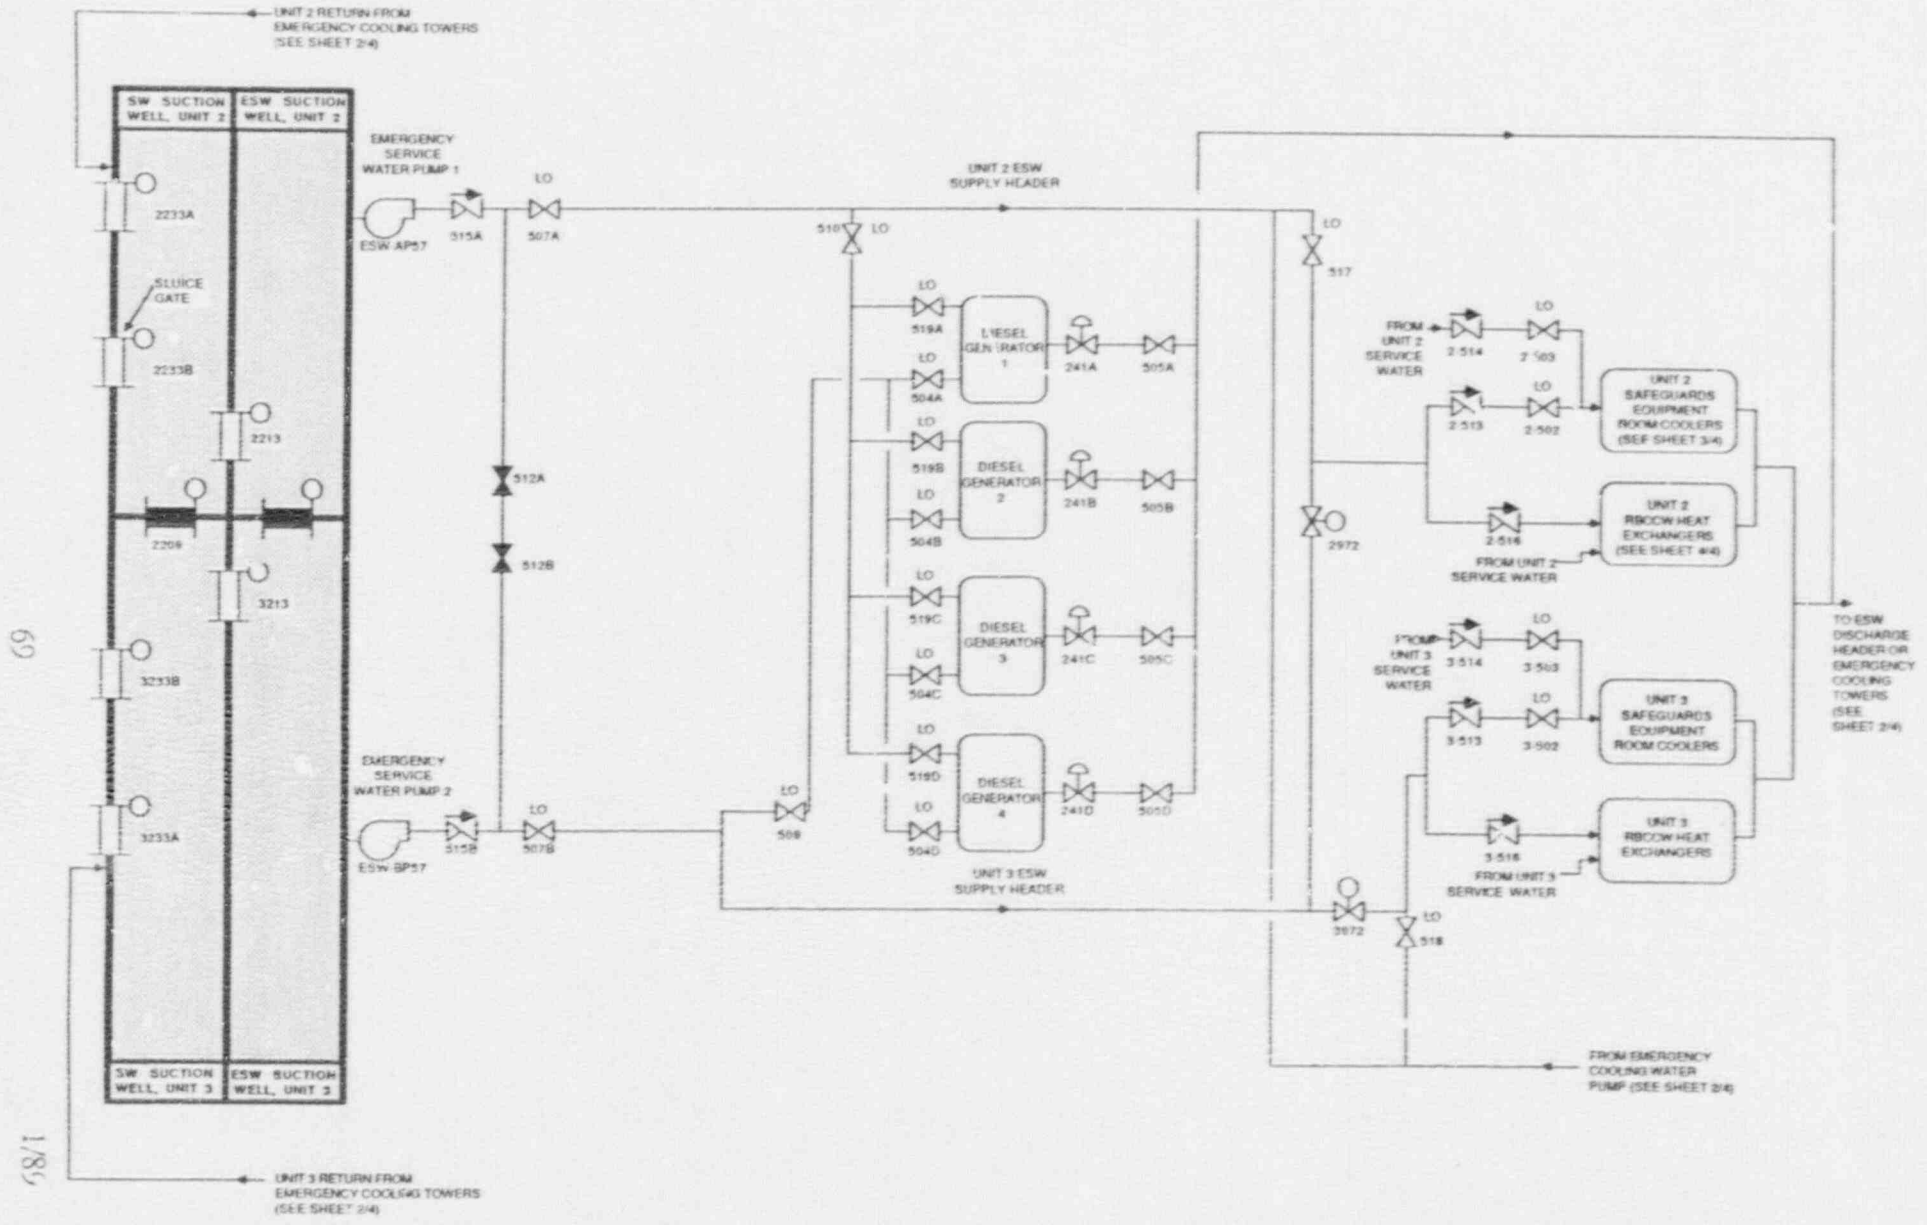 UNIT 2 RETURN FROM
EMERGENCY COOLING TOWERS
(SEE SHEET 2/4)
SW SUCTION
WELL, UNIT 2
ESW SUCTION
WELL, UNIT 2
EMERGENCY
SERVICE
WATER PUMP 1
ESW-AP57
515A
LO
507A
UNIT 2 ESW
SUPPLY HEADER
510
LO
LO
517
2233A
SLUICE
GATE
2233B
2213
2209
3213
3233B
3233A
512A
512B
LO
519A
LO
504A
DIESEL
GENERATOR
1
241A
505A
LO
519B
LO
504B
DIESEL
GENERATOR
2
241B
505B
LO
519C
LO
504C
DIESEL
GENERATOR
3
241C
505C
LO
519D
LO
504D
DIESEL
GENERATOR
4
241D
505D
FROM
UNIT 2
SERVICE
WATER
2-514
LO
2-503
2-513
LO
2-502
UNIT 2
SAFEGUARDS
EQUIPMENT
ROOM COOLERS
(SEE SHEET 3/4)
2972
2-516
FROM UNIT 2
SERVICE WATER
UNIT 2
RBCCW HEAT
EXCHANGERS
(SEE SHEET 4/4)
FROM
UNIT 3
SERVICE
WATER
3-514
LO
3-503
3-513
LO
3-502
UNIT 3
SAFEGUARDS
EQUIPMENT
ROOM COOLERS
3-516
FROM UNIT 3
SERVICE WATER
UNIT 3
RBCCW HEAT
EXCHANGERS
TO ESW
DISCHARGE
HEADER OR
EMERGENCY
COOLING
TOWERS
(SEE
SHEET 2/4)
EMERGENCY
SERVICE
WATER PUMP 2
ESW-BP57
515B
LO
507B
LO
509
UNIT 3 ESW
SUPPLY HEADER
3972
LO
518
FROM EMERGENCY
COOLING WATER
PUMP (SEE SHEET 2/4)
SW SUCTION
WELL, UNIT 3
ESW SUCTION
WELL, UNIT 3
UNIT 3 RETURN FROM
EMERGENCY COOLING TOWERS
(SEE SHEET 2/4)
69
1/89